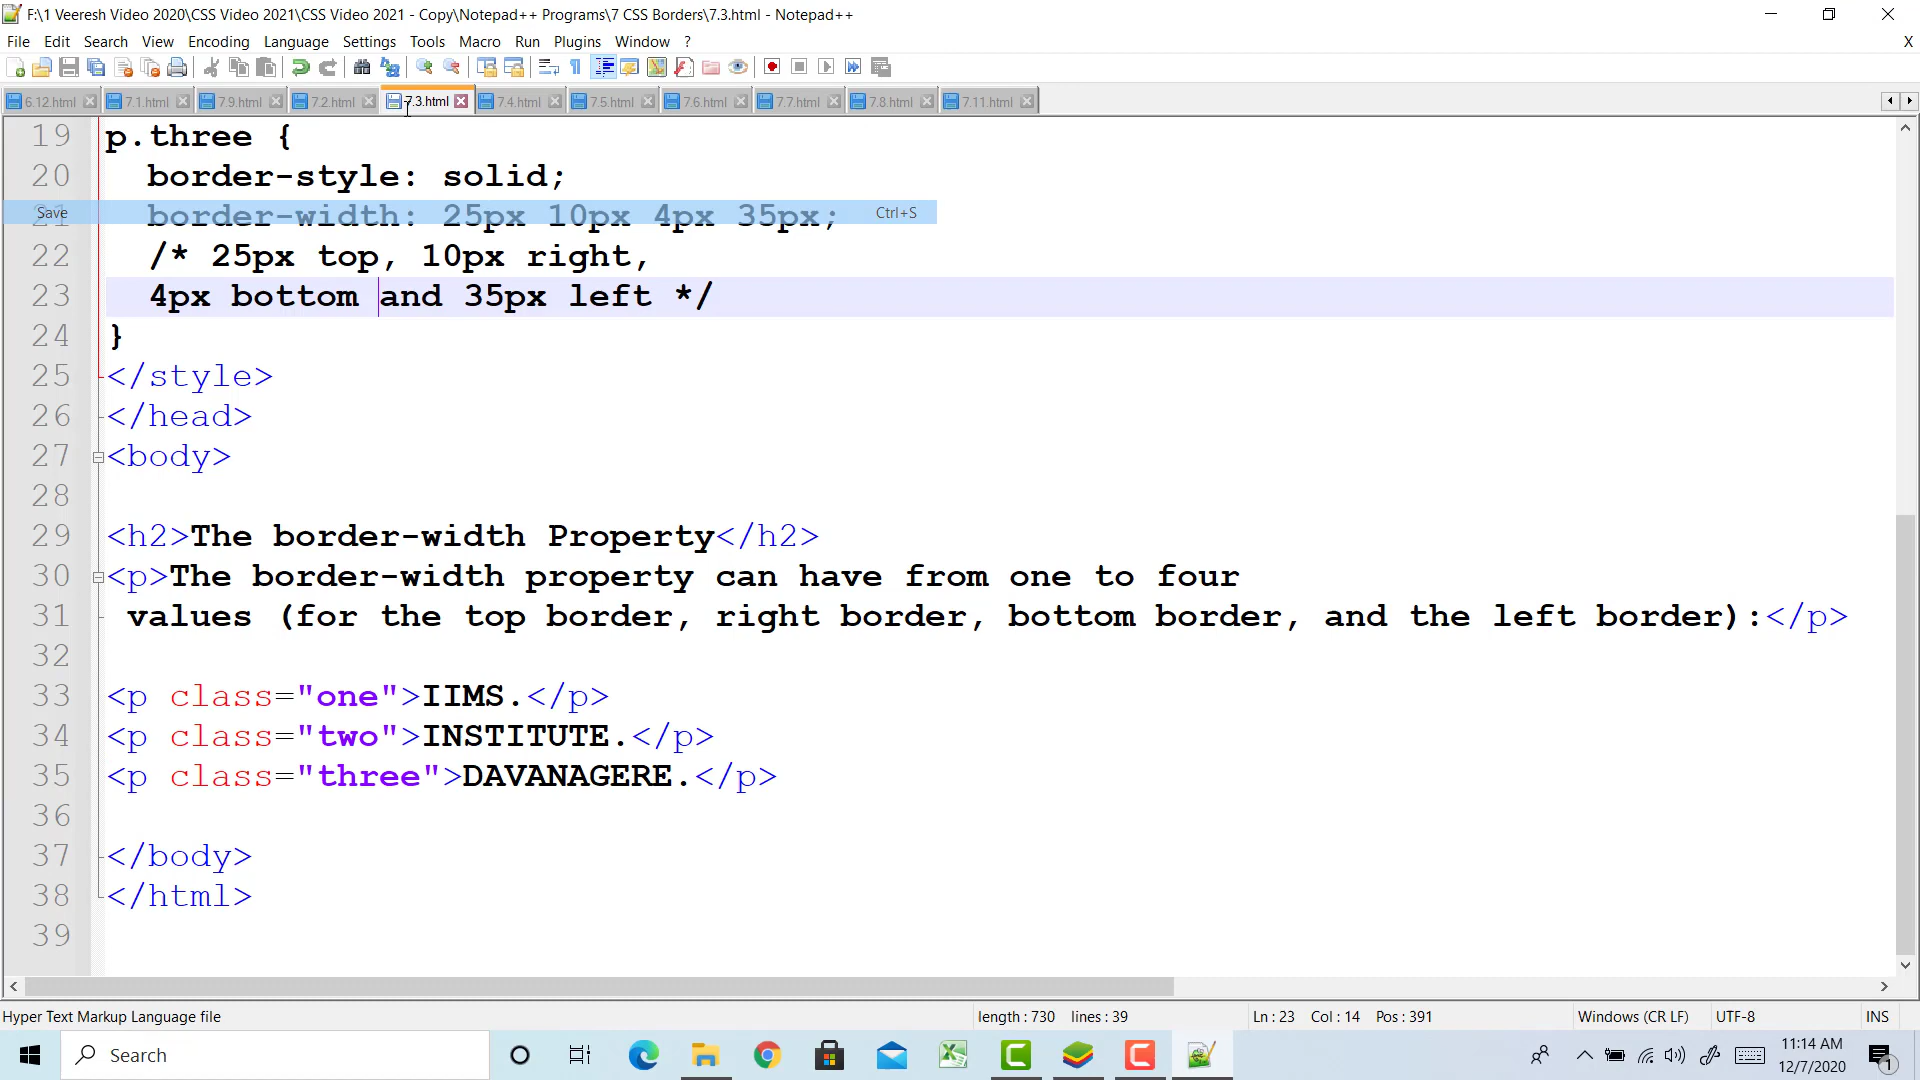 F:\1 Veeresh Video 2020\CSS Video 2021\CSS Video 2021 - Copy\Notepad++ Programs\7 CSS Borders\7.3.html - Notepad++
File Edit Search View Encoding Language Settings Tools Macro Run Plugins Window ? X
6.12.html 7.1.html 7.9.html 7.2.html 7.3.html 7.4.html 7.5.html 7.6.html 7.7.html 7.8.html 7.11.html
19 p.three {
20 border-style: solid;
21 border-width: 25px 10px 4px 35px;
Save Ctrl+S
22 /* 25px top, 10px right,
23 4px bottom and 35px left */
24 }
25 </style>
26 </head>
27 <body>
28
29 <h2>The border-width Property</h2>
30 <p>The border-width property can have from one to four
31 values (for the top border, right border, bottom border, and the left border):</p>
32
33 <p class="one">IIMS.</p>
34 <p class="two">INSTITUTE.</p>
35 <p class="three">DAVANAGERE.</p>
36
37 </body>
38 </html>
39
Hyper Text Markup Language file length : 730 lines : 39 Ln : 23 Col : 14 Pos : 391 Windows (CR LF) UTF-8 INS
Search
11:14 AM
12/7/2020
1